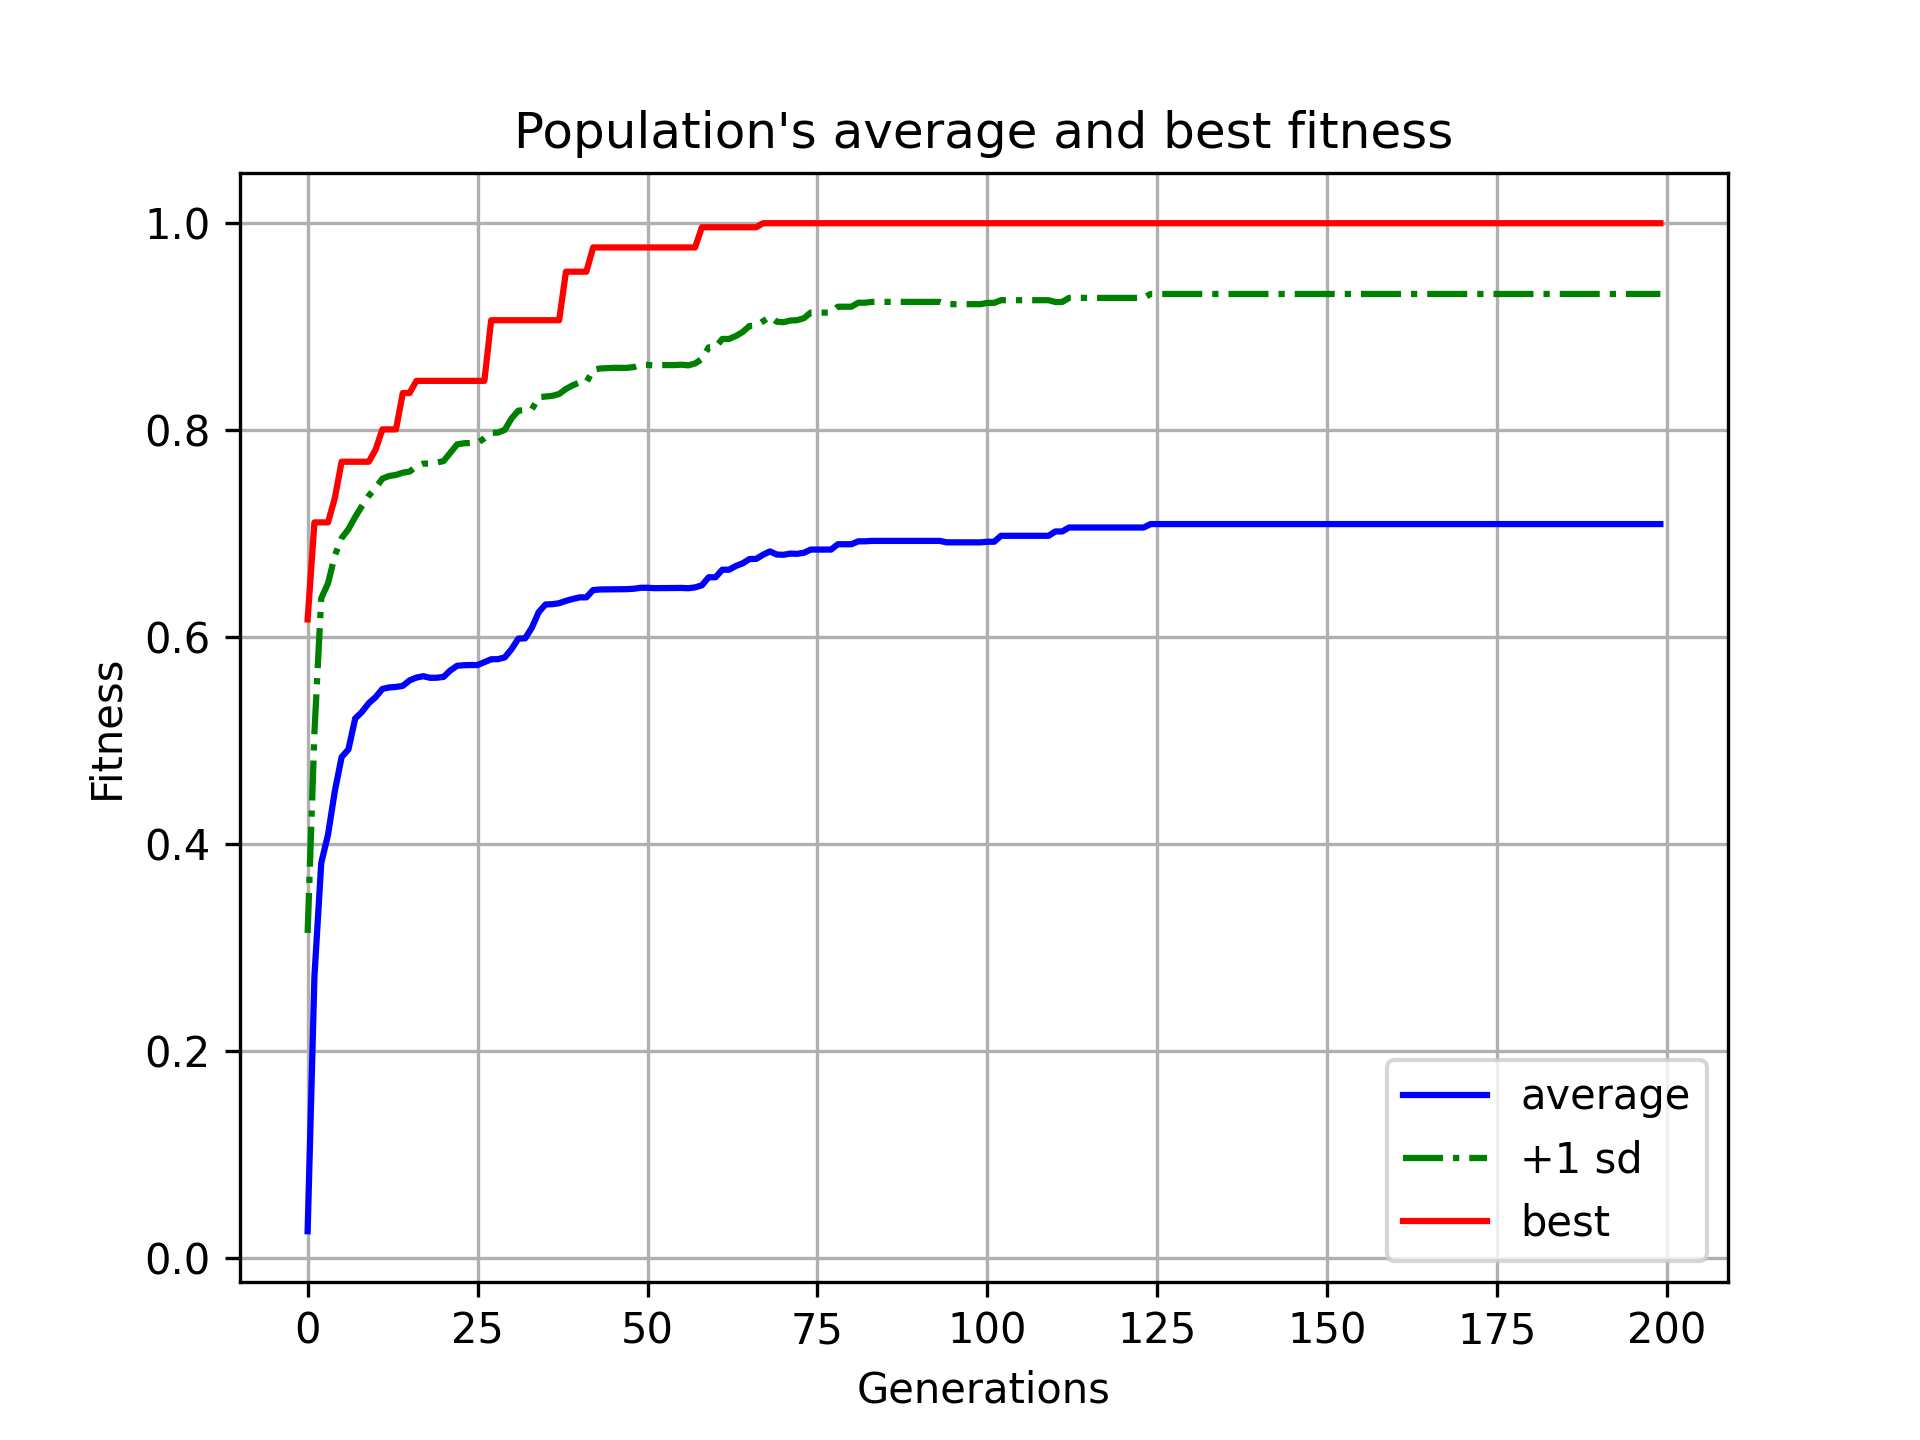 Population's average and best fitness
1.0
0.8
0.6
0.4
0.2
0.0
Fitness
0 25 50 75 100 125 150 175 200
Generations
average
+1 sd
best